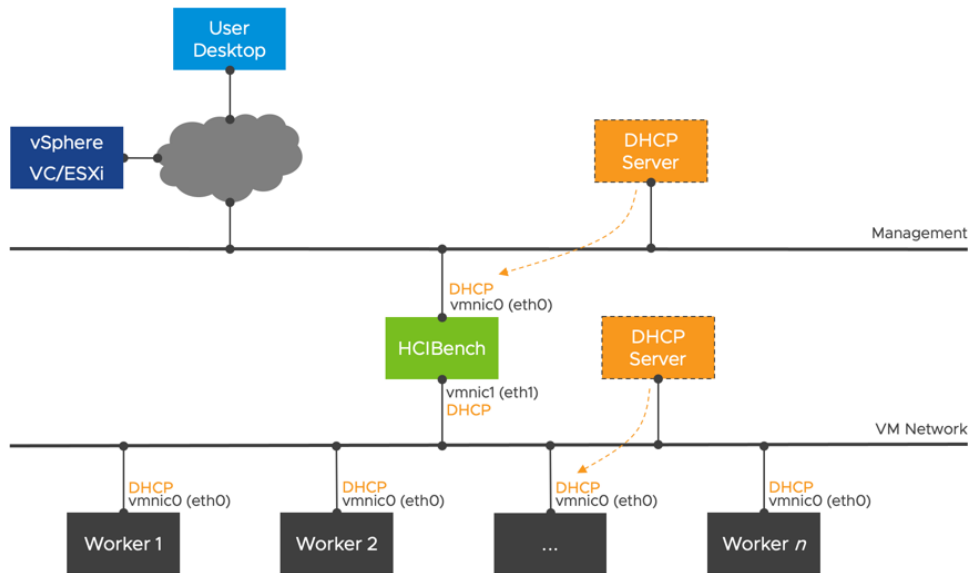 User
Desktop
vSphere
VC/ESXi
DHCP
Server
Management
DHCP
vmnic0 (eth0)
HCIBench
DHCP
Server
vmnic1 (eth1)
DHCP
VM Network
DHCP
vmnic0 (eth0)
DHCP
vmnic0 (eth0)
DHCP
vmnic0 (eth0)
DHCP
vmnic0 (eth0)
Worker 1
Worker 2
...
Worker n